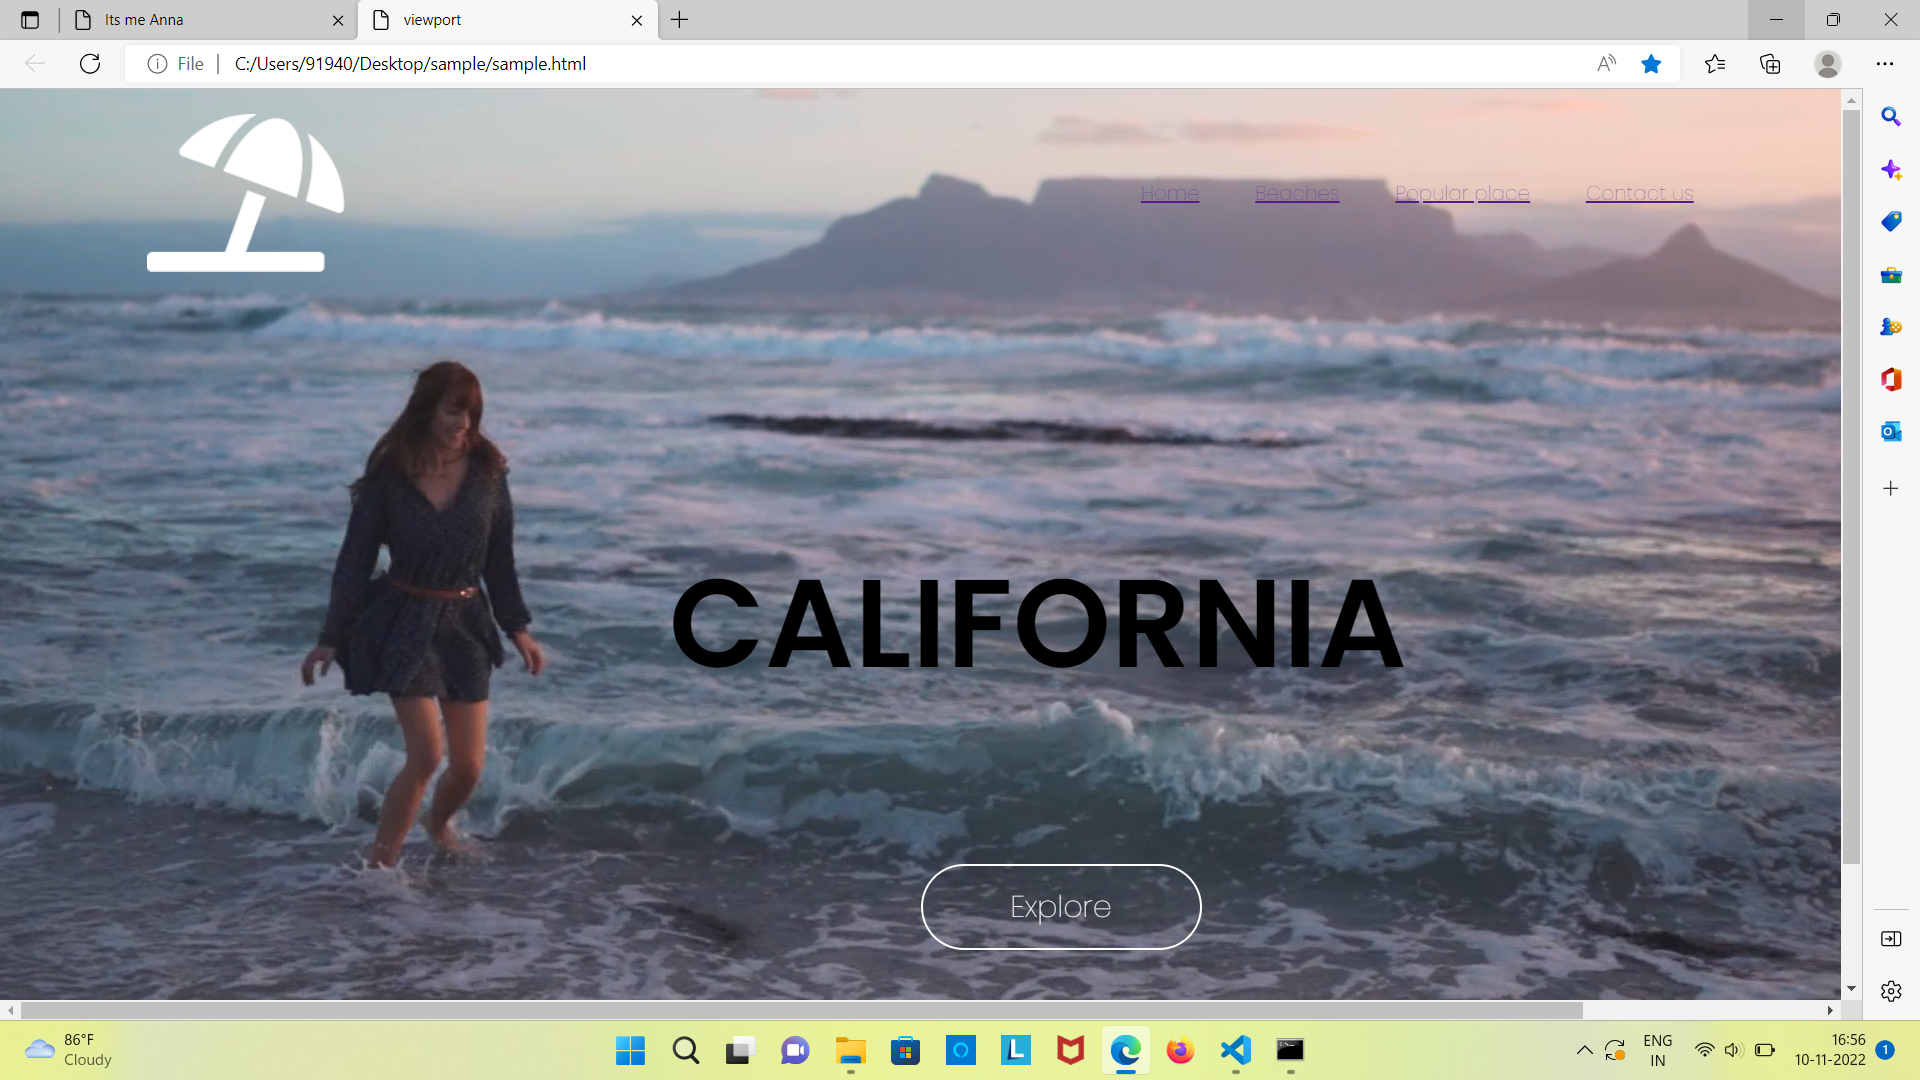 Its me Anna
viewport
File
C:/Users/91940/Desktop/sample/sample.html
Home
Beaches
Popular place
Contact us
CALIFORNIA
Explore
86°F
Cloudy
ENG
IN
16:56
10-11-2022
1